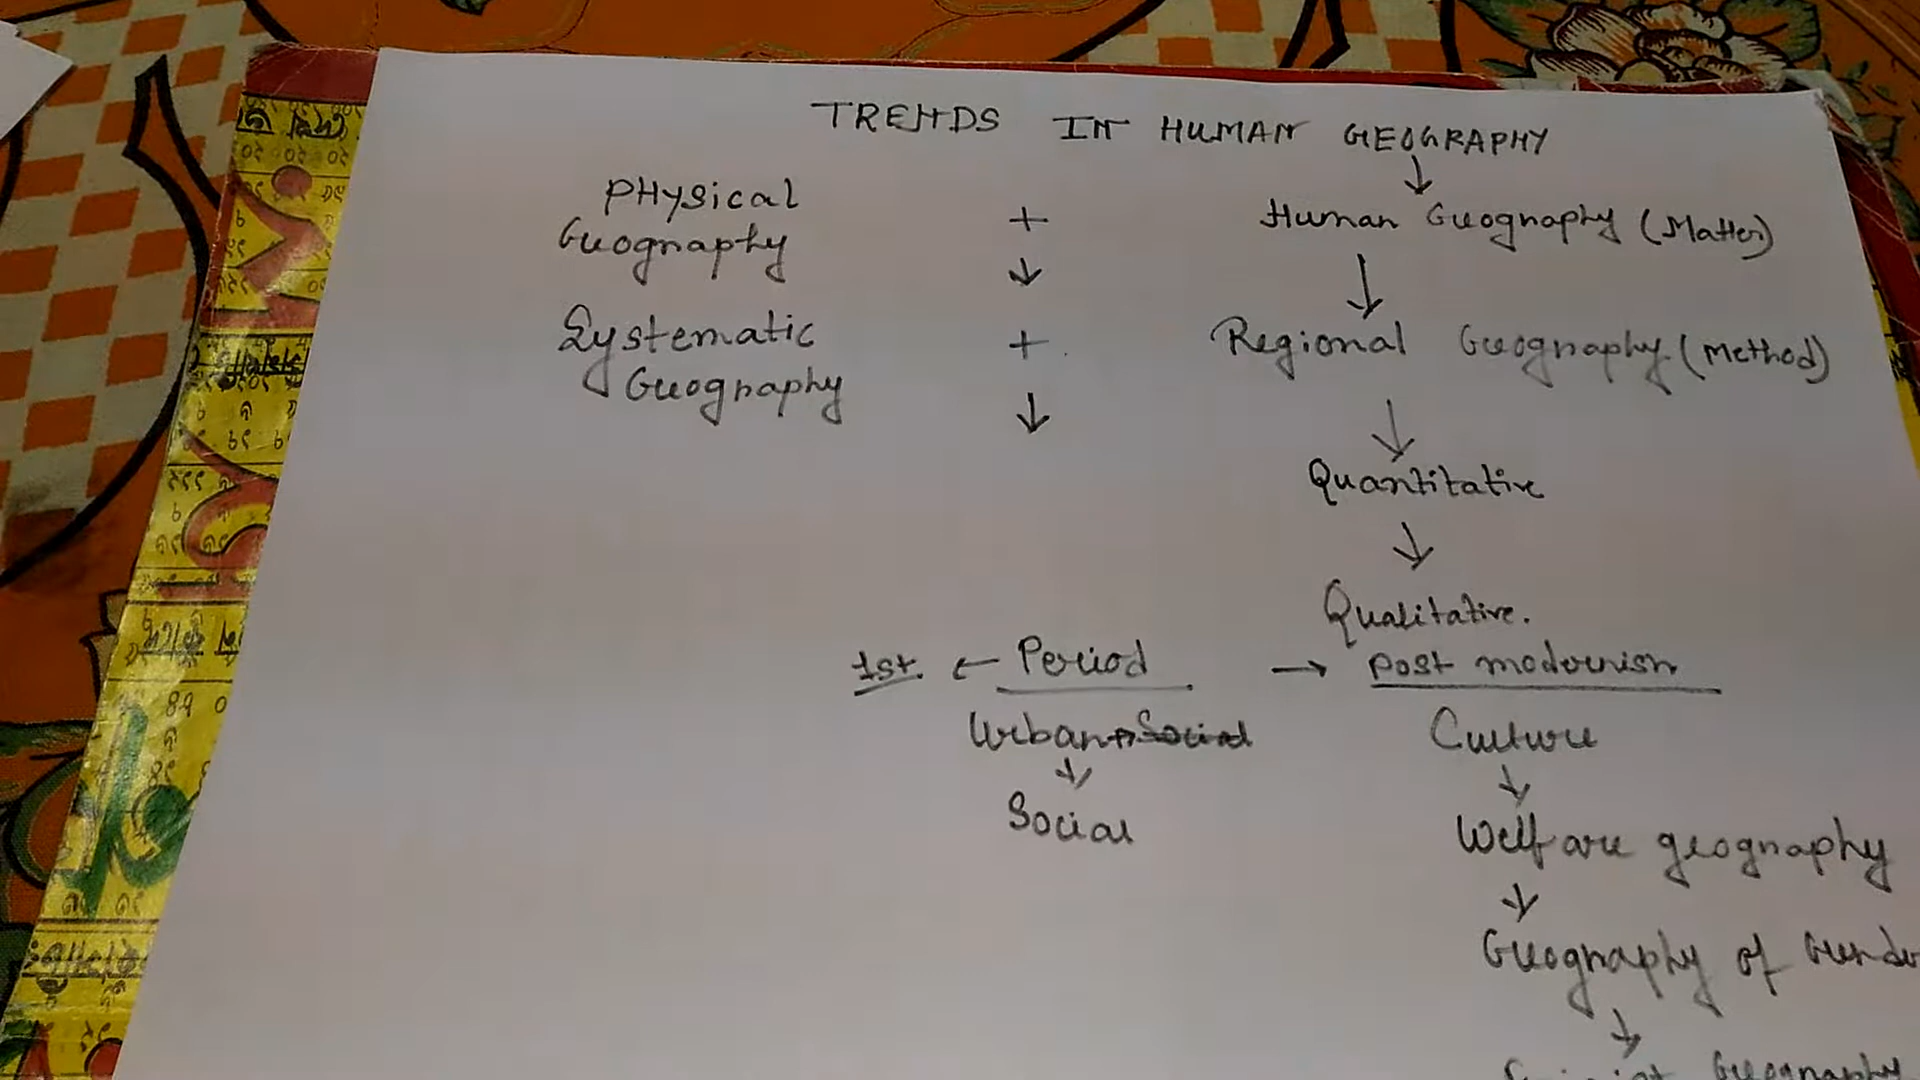 TRENDS IN HUMAN GEOGRAPHY
↓
PHysical Geography + Human Geography (Matter)
↓ ↓
Systematic Geography + Regional Geography (Method)
↓ ↓
Quantitative
↓
Qualitative.
1st. ← Period → post modernism
Urban Culture
↓ ↓
Social Welfare geography
↓
Geography of
↓
Geography